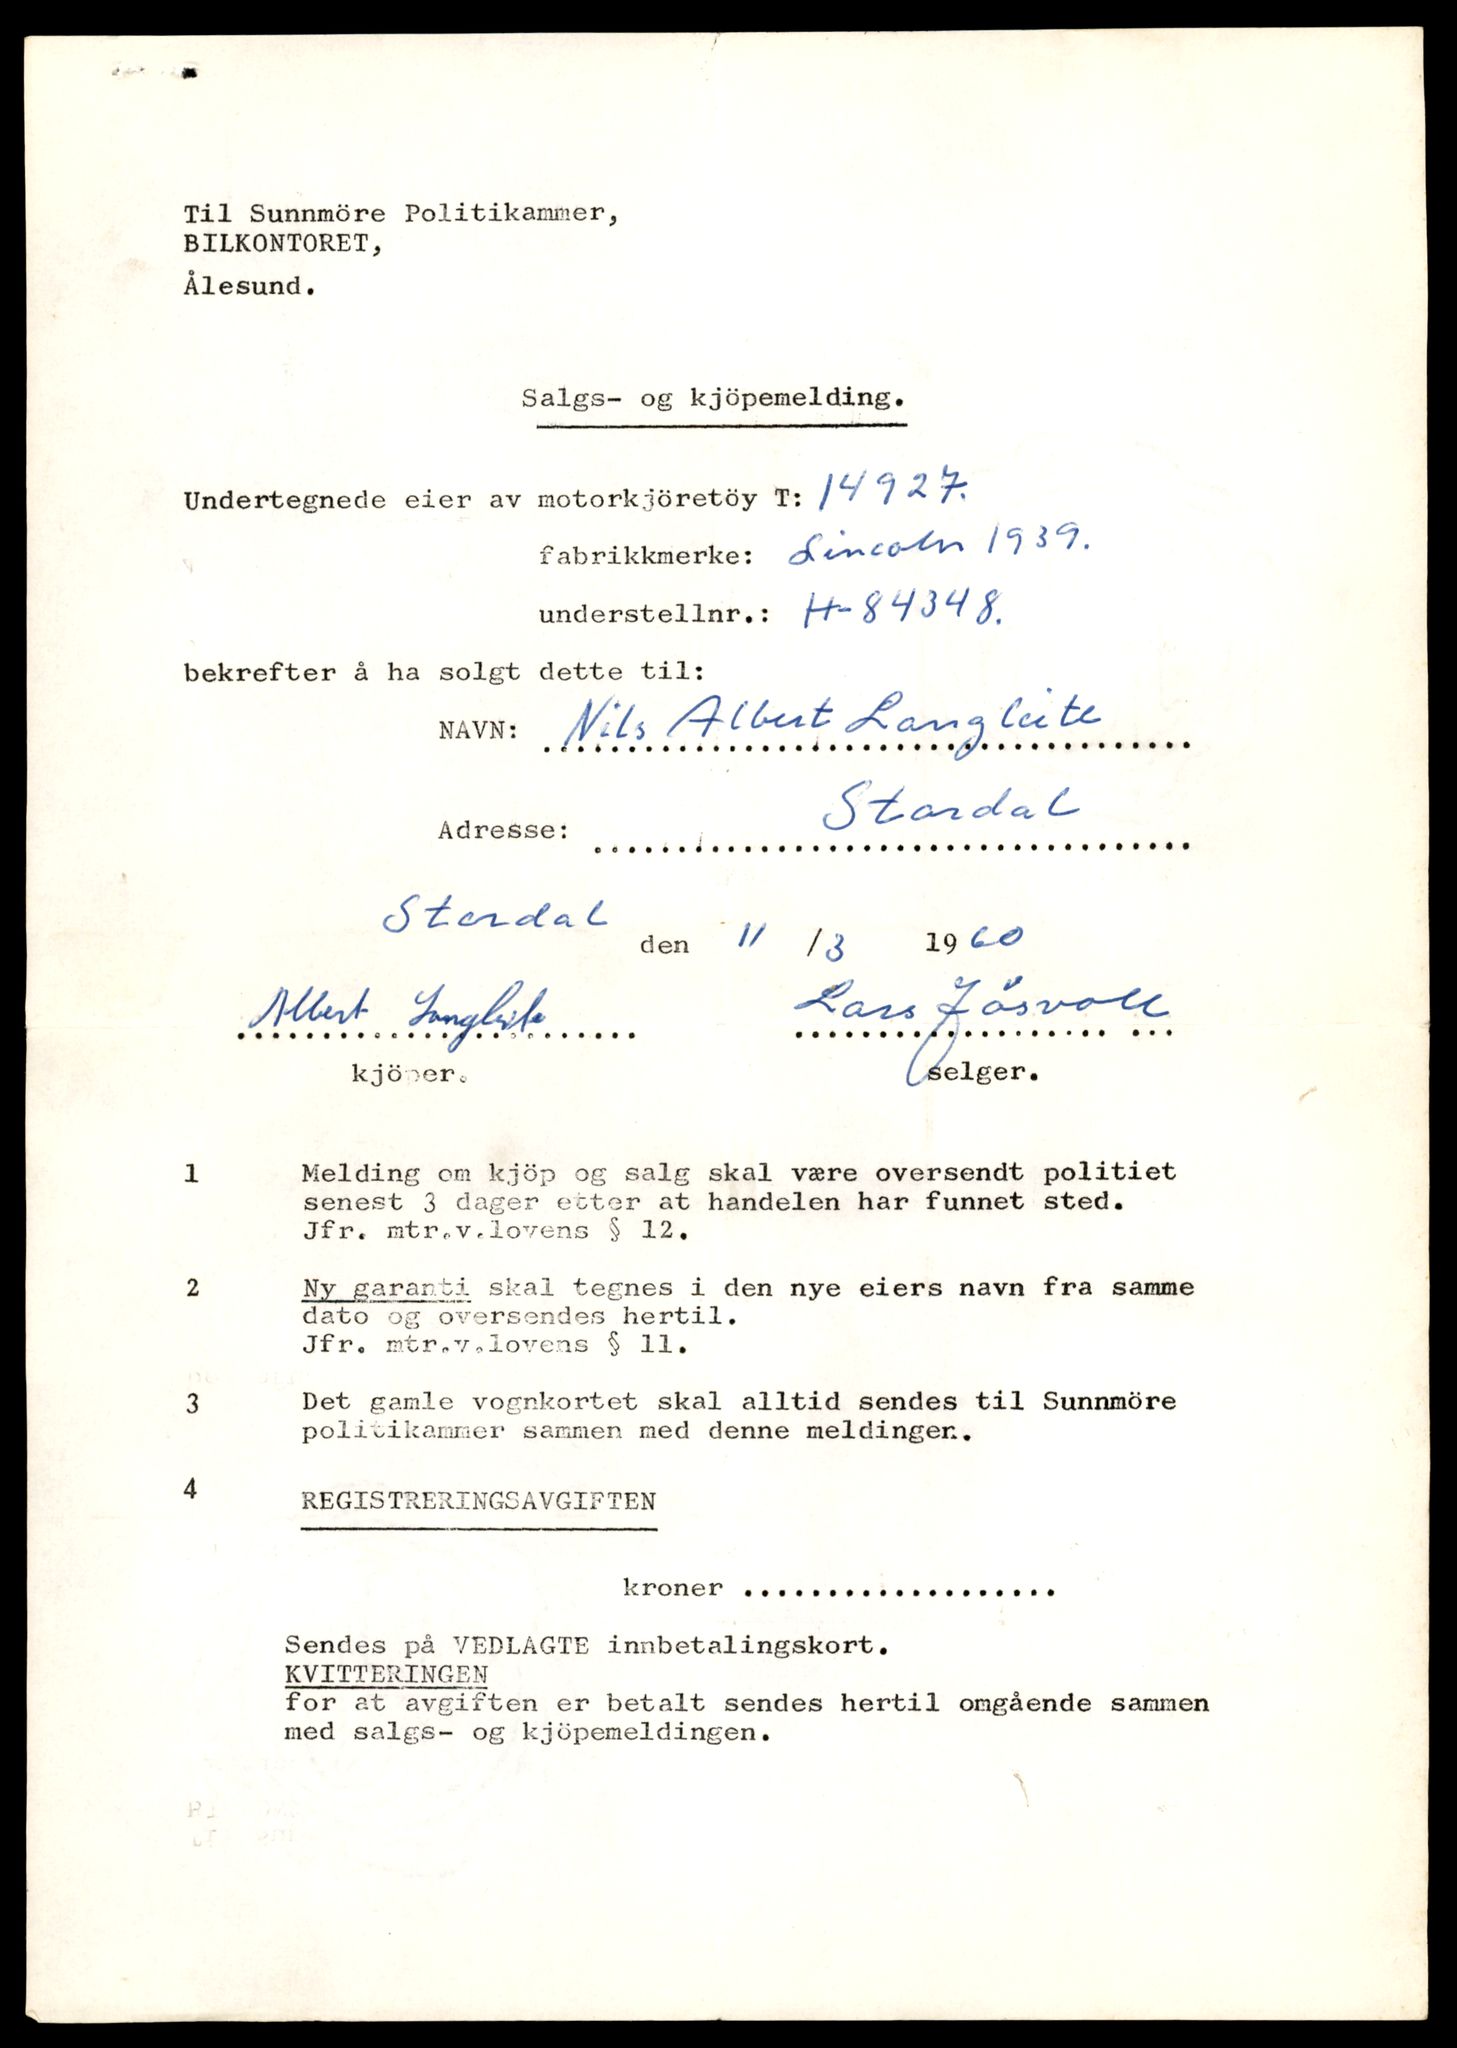 Til Sunnmöre Politikammer,
BILKONTORET,
Ålesund.
Salgs- og kjöpemelding.
Undertegnede eier av motorkjöretöy T: 14927.
fabrikkmerke: Lincoln 1939.
understellnr.: H-84348.
bekrefter å ha solgt dette til:
NAVN: Nils Albert Langleite
Adresse: Stordal
Stordal den 11/3 1960
Albert Langleite Lars Jösvoll
kjöper. selger.
1 Melding om kjöp og salg skal være oversendt politiet
senest 3 dager etter at handelen har funnet sted.
Jfr. mtr.v.lovens § 12.
2 Ny garanti skal tegnes i den nye eiers navn fra samme
dato og oversendes hertil.
Jfr. mtr.v.lovens § 11.
3 Det gamle vognkortet skal alltid sendes til Sunnmöre
politikammer sammen med denne meldingen.
4 REGISTRERINGSAVGIFTEN
kroner ...................
Sendes på VEDLAGTE innbetalingskort.
KVITTERINGEN
for at avgiften er betalt sendes hertil omgående sammen
med salgs- og kjöpemeldingen.